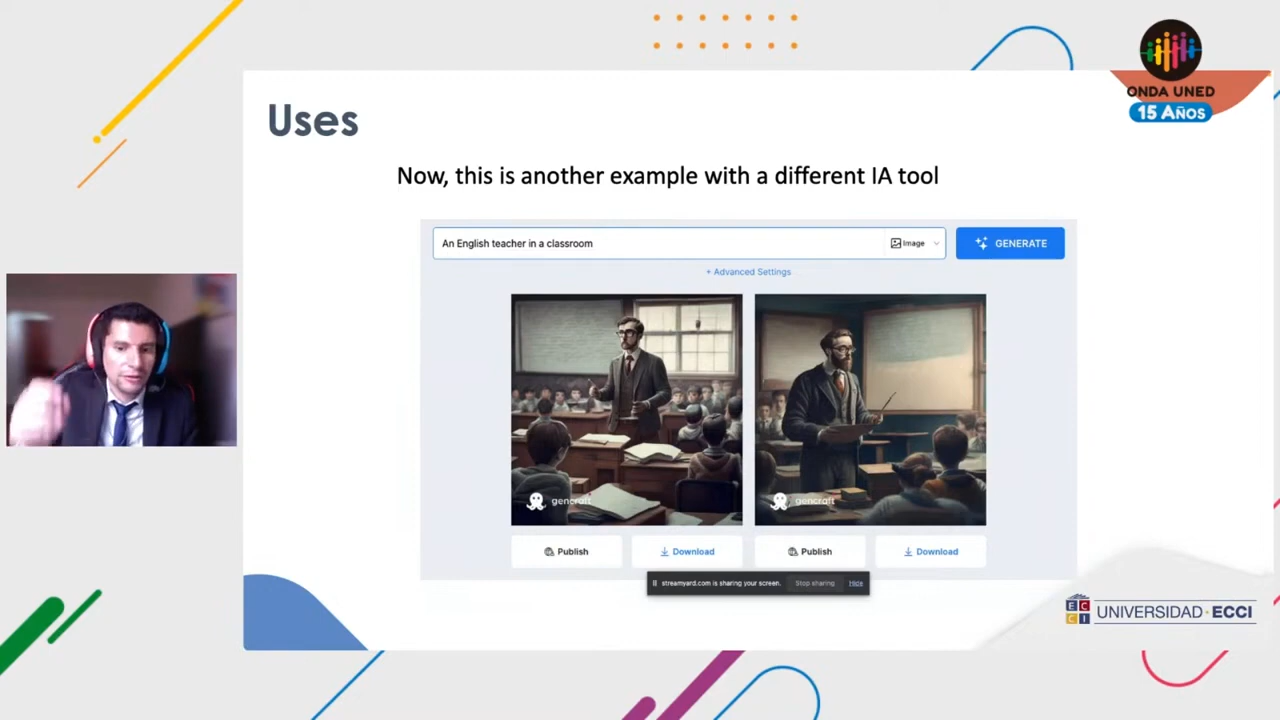 ONDA UNED
15 AÑOS
Uses
Now, this is another example with a different IA tool
An English teacher in a classroom
Image
GENERATE
+ Advanced Settings
gencraft
gencraft
Publish
Download
Publish
Download
streamyard.com is sharing your screen.
Stop sharing
Hide
E C
C I
UNIVERSIDAD · ECCI